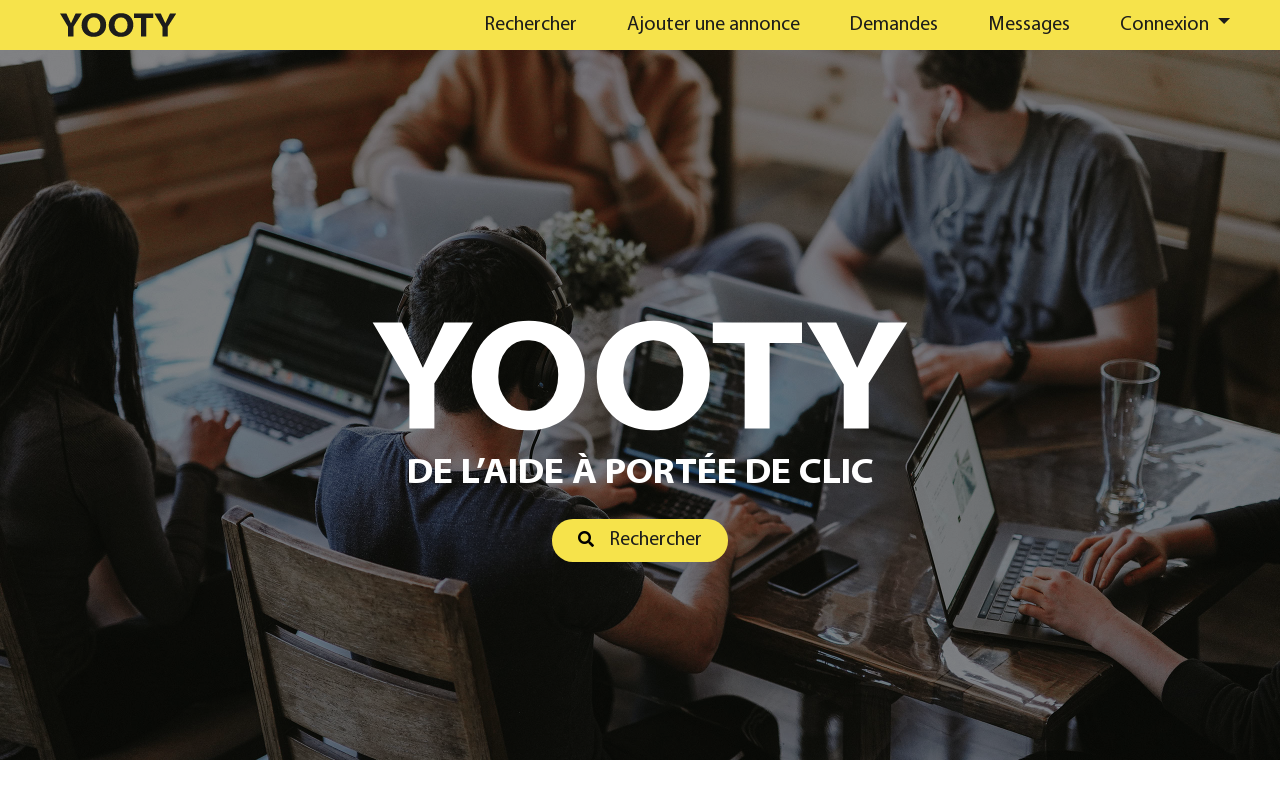 YOOTY Rechercher Ajouter une annonce Demandes Messages Connexion
YOOTY
DE L’AIDE À PORTÉE DE CLIC
Rechercher